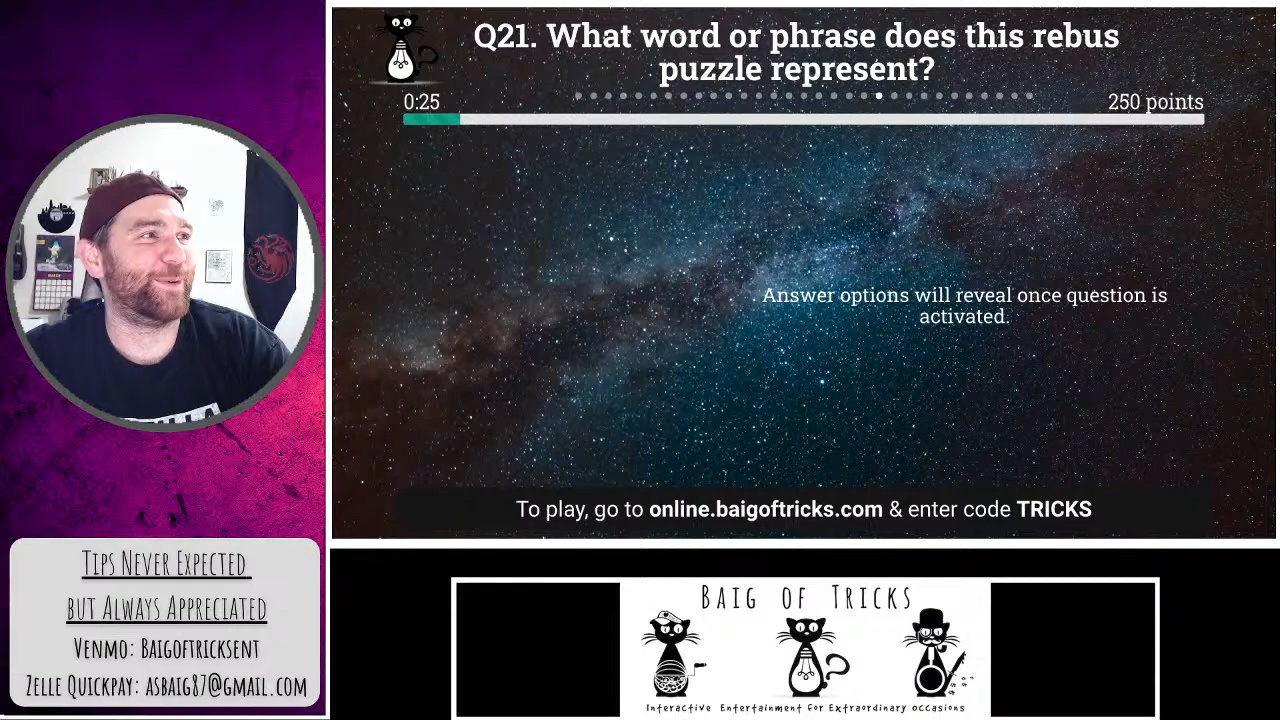 Q21. What word or phrase does this rebus
puzzle represent?
0:25
250 points
Answer options will reveal once question is
activated.
To play, go to online.baigoftricks.com & enter code TRICKS
Tips Never Expected
but Always Appreciated
Venmo: Baigoftricksent
Zelle Quickpay: asbaig87@gmail.com
Baig of Tricks
Interactive Entertainment for Extraordinary Occasions